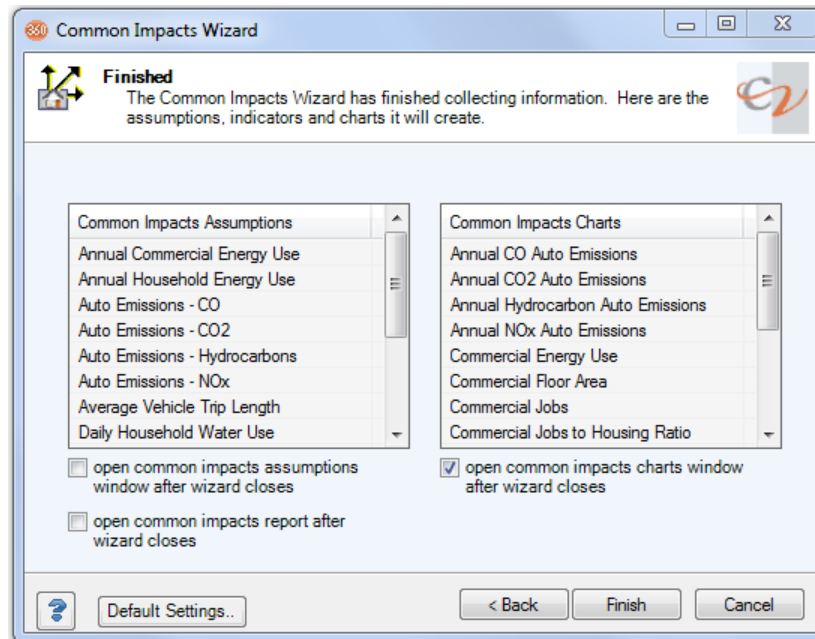 360 Common Impacts Wizard
Finished
The Common Impacts Wizard has finished collecting information. Here are the
assumptions, indicators and charts it will create.
CV
Common Impacts Assumptions
Annual Commercial Energy Use
Annual Household Energy Use
Auto Emissions - CO
Auto Emissions - CO2
Auto Emissions - Hydrocarbons
Auto Emissions - NOx
Average Vehicle Trip Length
Daily Household Water Use
Common Impacts Charts
Annual CO Auto Emissions
Annual CO2 Auto Emissions
Annual Hydrocarbon Auto Emissions
Annual NOx Auto Emissions
Commercial Energy Use
Commercial Floor Area
Commercial Jobs
Commercial Jobs to Housing Ratio
open common impacts assumptions
window after wizard closes
open common impacts charts window
after wizard closes
open common impacts report after
wizard closes
?
Default Settings..
< Back
Finish
Cancel